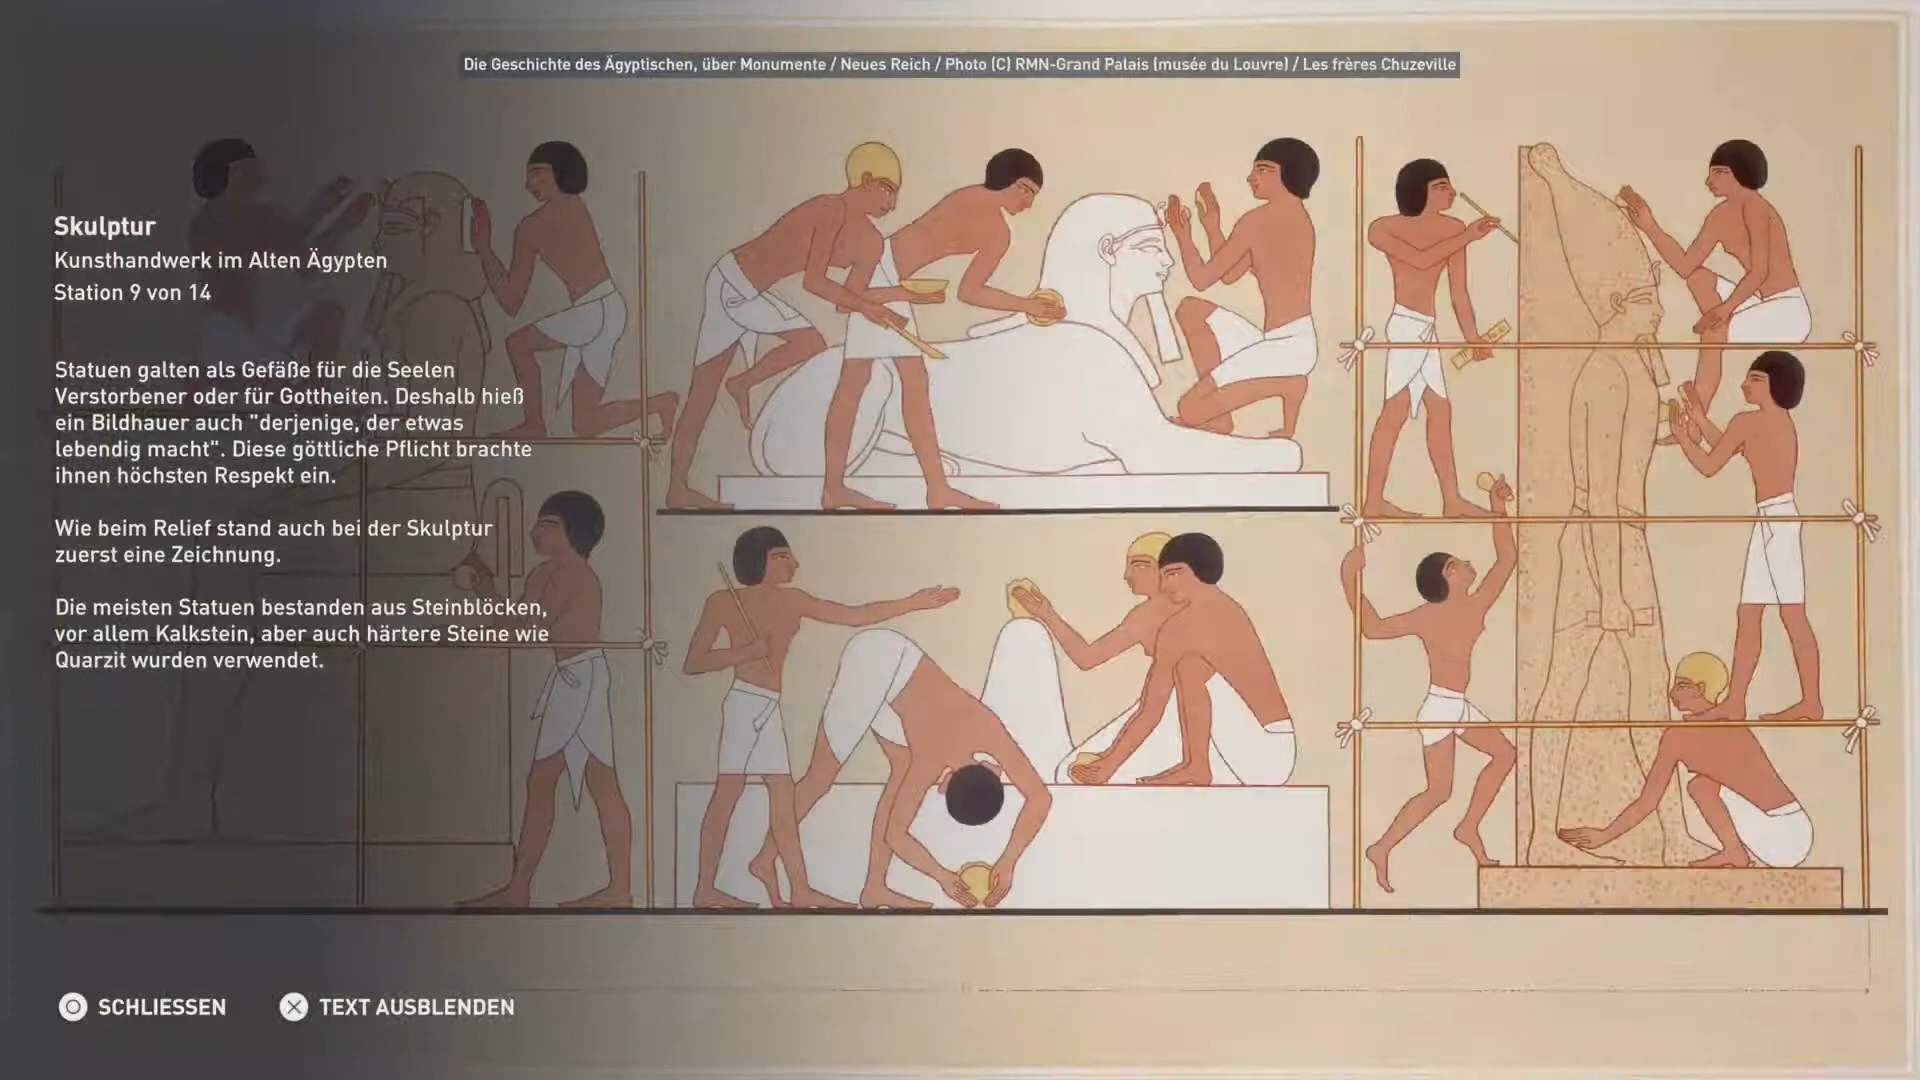 Die Geschichte des Ägyptischen, über Monumente / Neues Reich / Photo (C) RMN-Grand Palais (musée du Louvre) / Les frères Chuzeville
Skulptur
Kunsthandwerk im Alten Ägypten
Station 9 von 14
Statuen galten als Gefäße für die Seelen
Verstorbener oder für Gottheiten. Deshalb hieß
ein Bildhauer auch "derjenige, der etwas
lebendig macht". Diese göttliche Pflicht brachte
ihnen höchsten Respekt ein.
Wie beim Relief stand auch bei der Skulptur
zuerst eine Zeichnung.
Die meisten Statuen bestanden aus Steinblöcken,
vor allem Kalkstein, aber auch härtere Steine wie
Quarzit wurden verwendet.
SCHLIESSEN
TEXT AUSBLENDEN